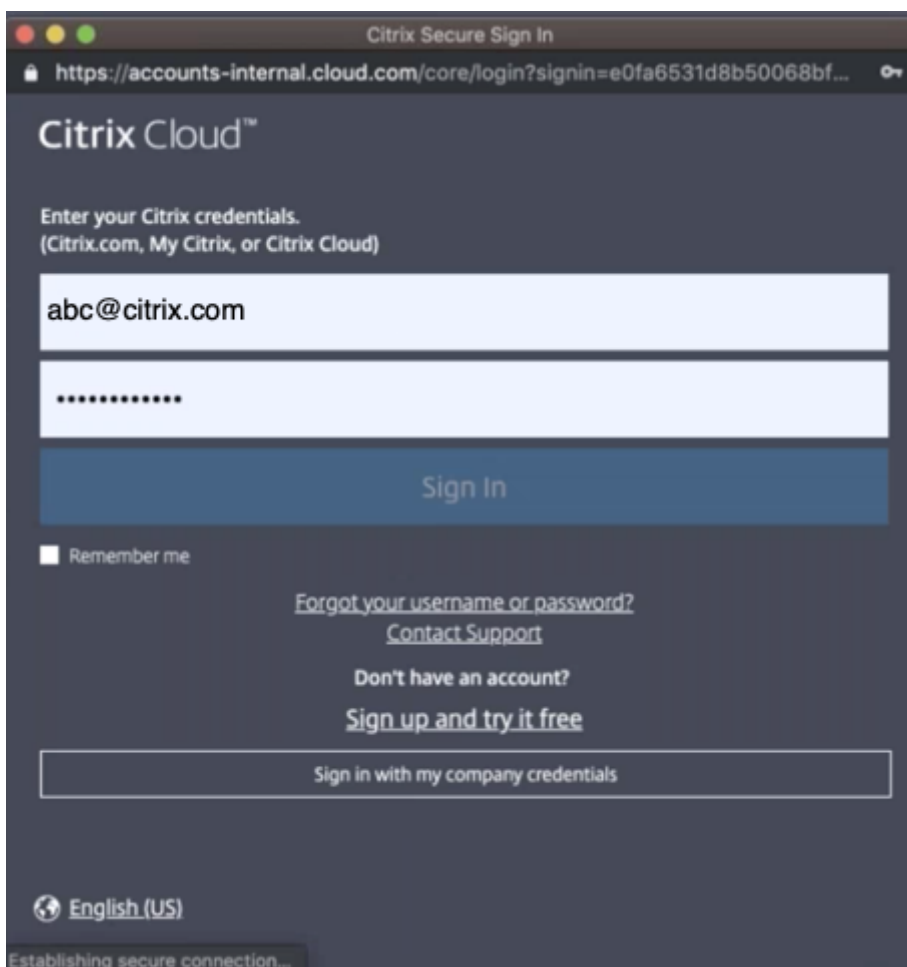 Citrix Secure Sign In
https://accounts-internal.cloud.com/core/login?signin=e0fa6531d8b50068bf...
Citrix Cloud™
Enter your Citrix credentials.
(Citrix.com, My Citrix, or Citrix Cloud)
abc@citrix.com
••••••••••••
Sign In
Remember me
Forgot your username or password?
Contact Support
Don't have an account?
Sign up and try it free
Sign in with my company credentials
English (US)
Establishing secure connection...